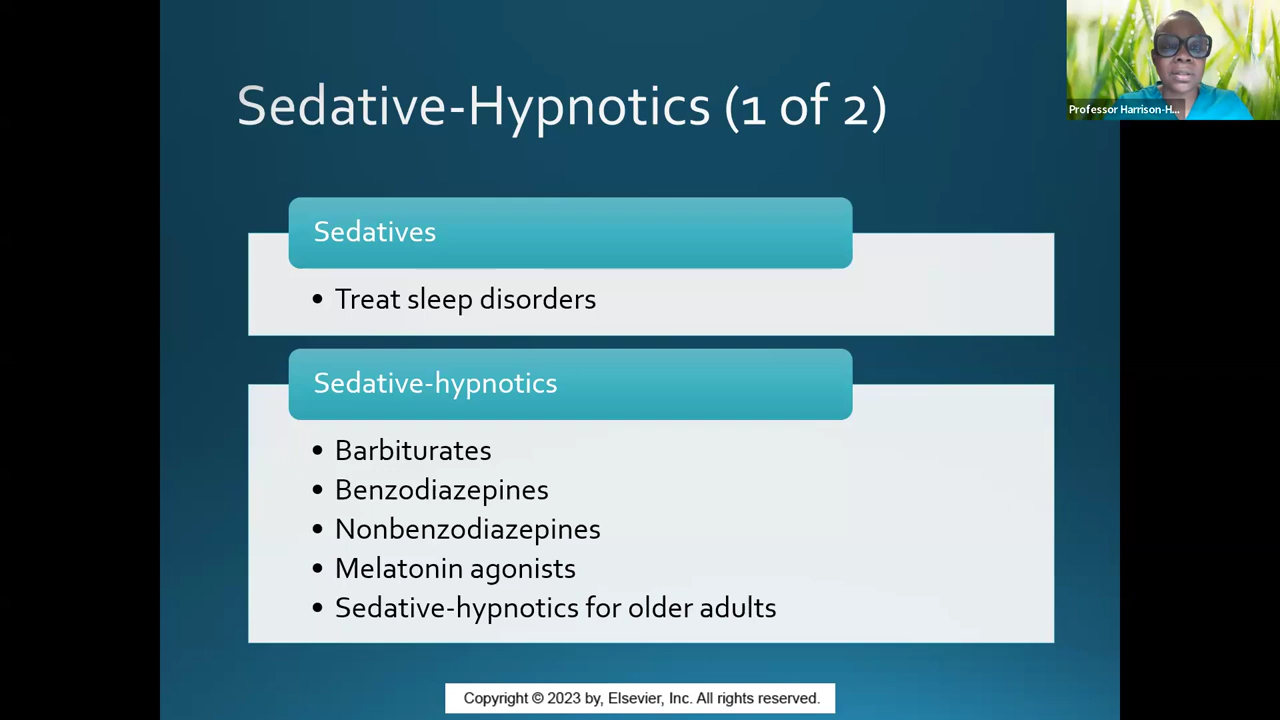 Sedative-Hypnotics (1 of 2)
Professor Harrison-H...
Sedatives
• Treat sleep disorders
Sedative-hypnotics
• Barbiturates
• Benzodiazepines
• Nonbenzodiazepines
• Melatonin agonists
• Sedative-hypnotics for older adults
Copyright © 2023 by, Elsevier, Inc. All rights reserved.